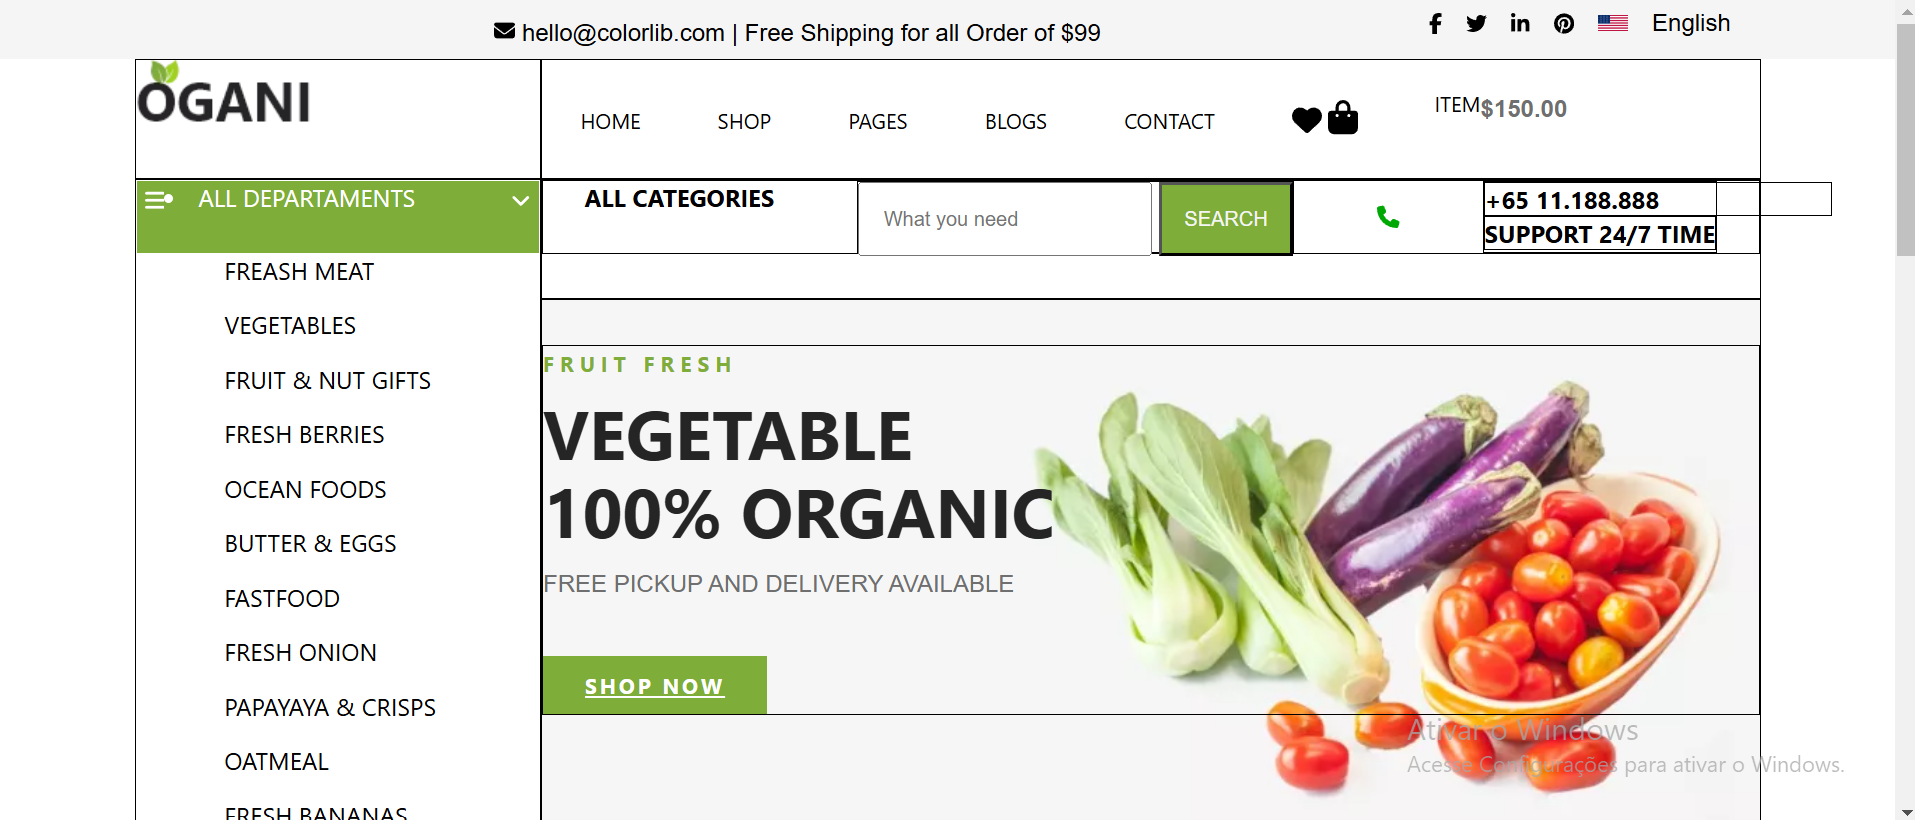 hello@colorlib.com | Free Shipping for all Order of $99
English
OGANI
HOME SHOP PAGES BLOGS CONTACT
ITEM $150.00
ALL DEPARTAMENTS
ALL CATEGORIES
What you need
SEARCH
+65 11.188.888
SUPPORT 24/7 TIME
FREASH MEAT
VEGETABLES
FRUIT & NUT GIFTS
FRESH BERRIES
OCEAN FOODS
BUTTER & EGGS
FASTFOOD
FRESH ONION
PAPAYAYA & CRISPS
OATMEAL
FRESH BANANAS
FRUIT FRESH
VEGETABLE
100% ORGANIC
FREE PICKUP AND DELIVERY AVAILABLE
SHOP NOW
Ativar o Windows
Acesse Configurações para ativar o Windows.